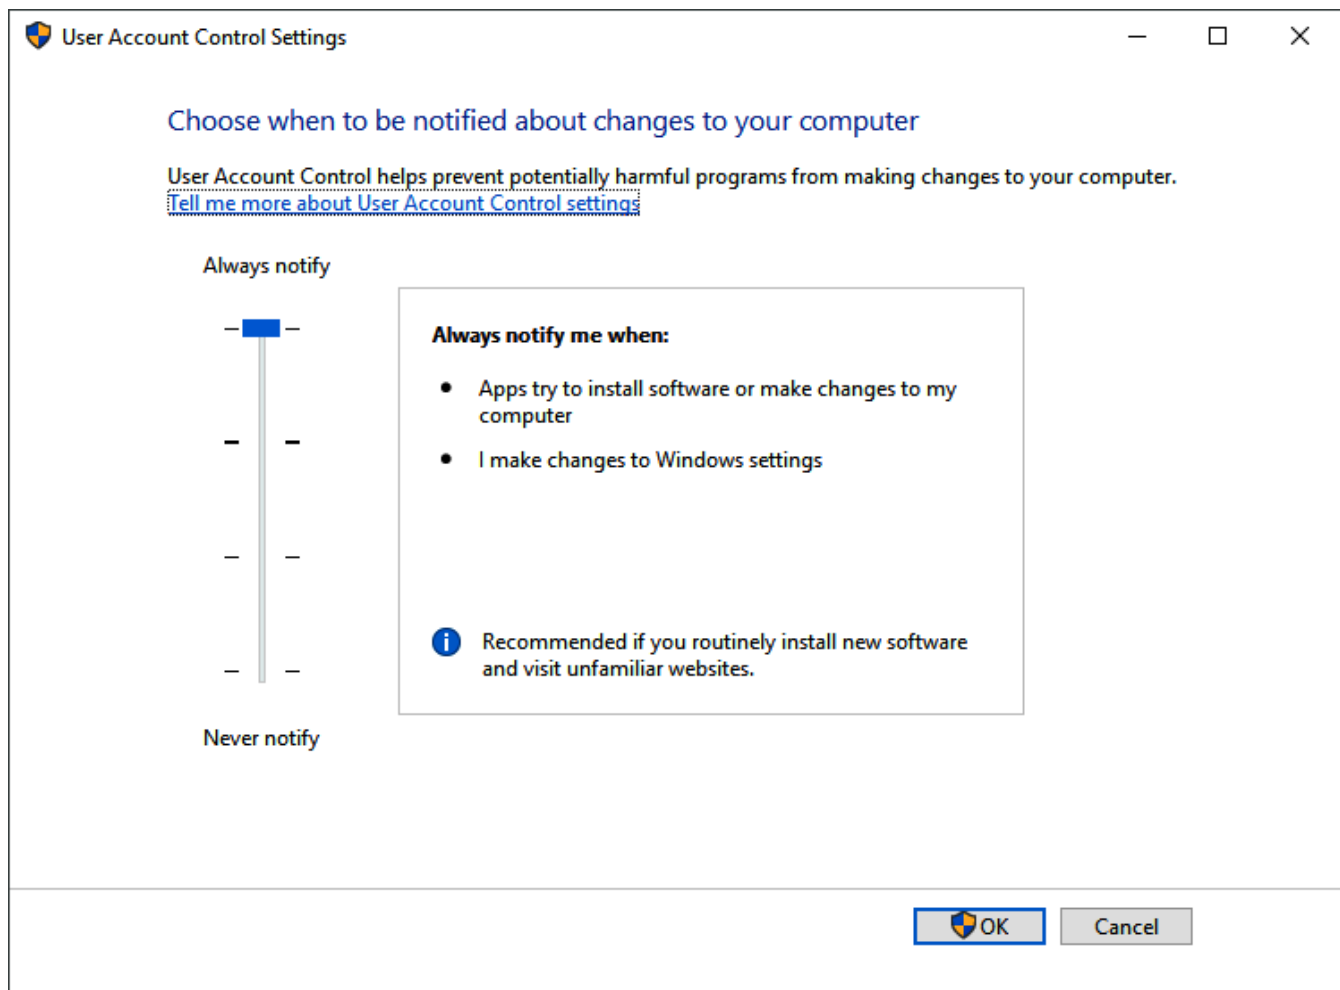 User Account Control Settings
Choose when to be notified about changes to your computer
User Account Control helps prevent potentially harmful programs from making changes to your computer.
Tell me more about User Account Control settings
Always notify
Always notify me when:
Apps try to install software or make changes to my
computer
I make changes to Windows settings
Recommended if you routinely install new software
and visit unfamiliar websites.
Never notify
OK
Cancel